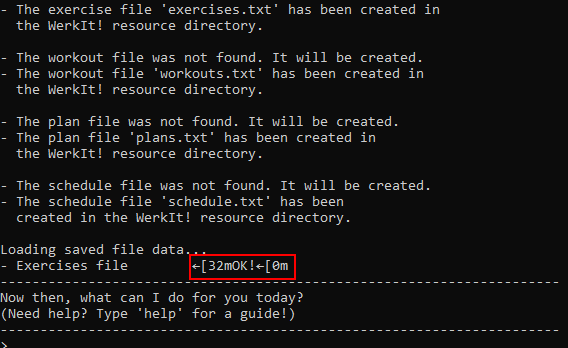 - The exercise file 'exercises.txt' has been created in
the WerkIt! resource directory.
- The workout file was not found. It will be created.
- The workout file 'workouts.txt' has been created in
the WerkIt! resource directory.
- The plan file was not found. It will be created.
- The plan file 'plans.txt' has been created in
the WerkIt! resource directory.
- The schedule file was not found. It will be created.
- The schedule file 'schedule.txt' has been
created in the WerkIt! resource directory.
Loading saved file data...
- Exercises file ←[32mOK!←[0m
----------------------------------------------------------------------
Now then, what can I do for you today?
(Need help? Type 'help' for a guide!)
----------------------------------------------------------------------
>